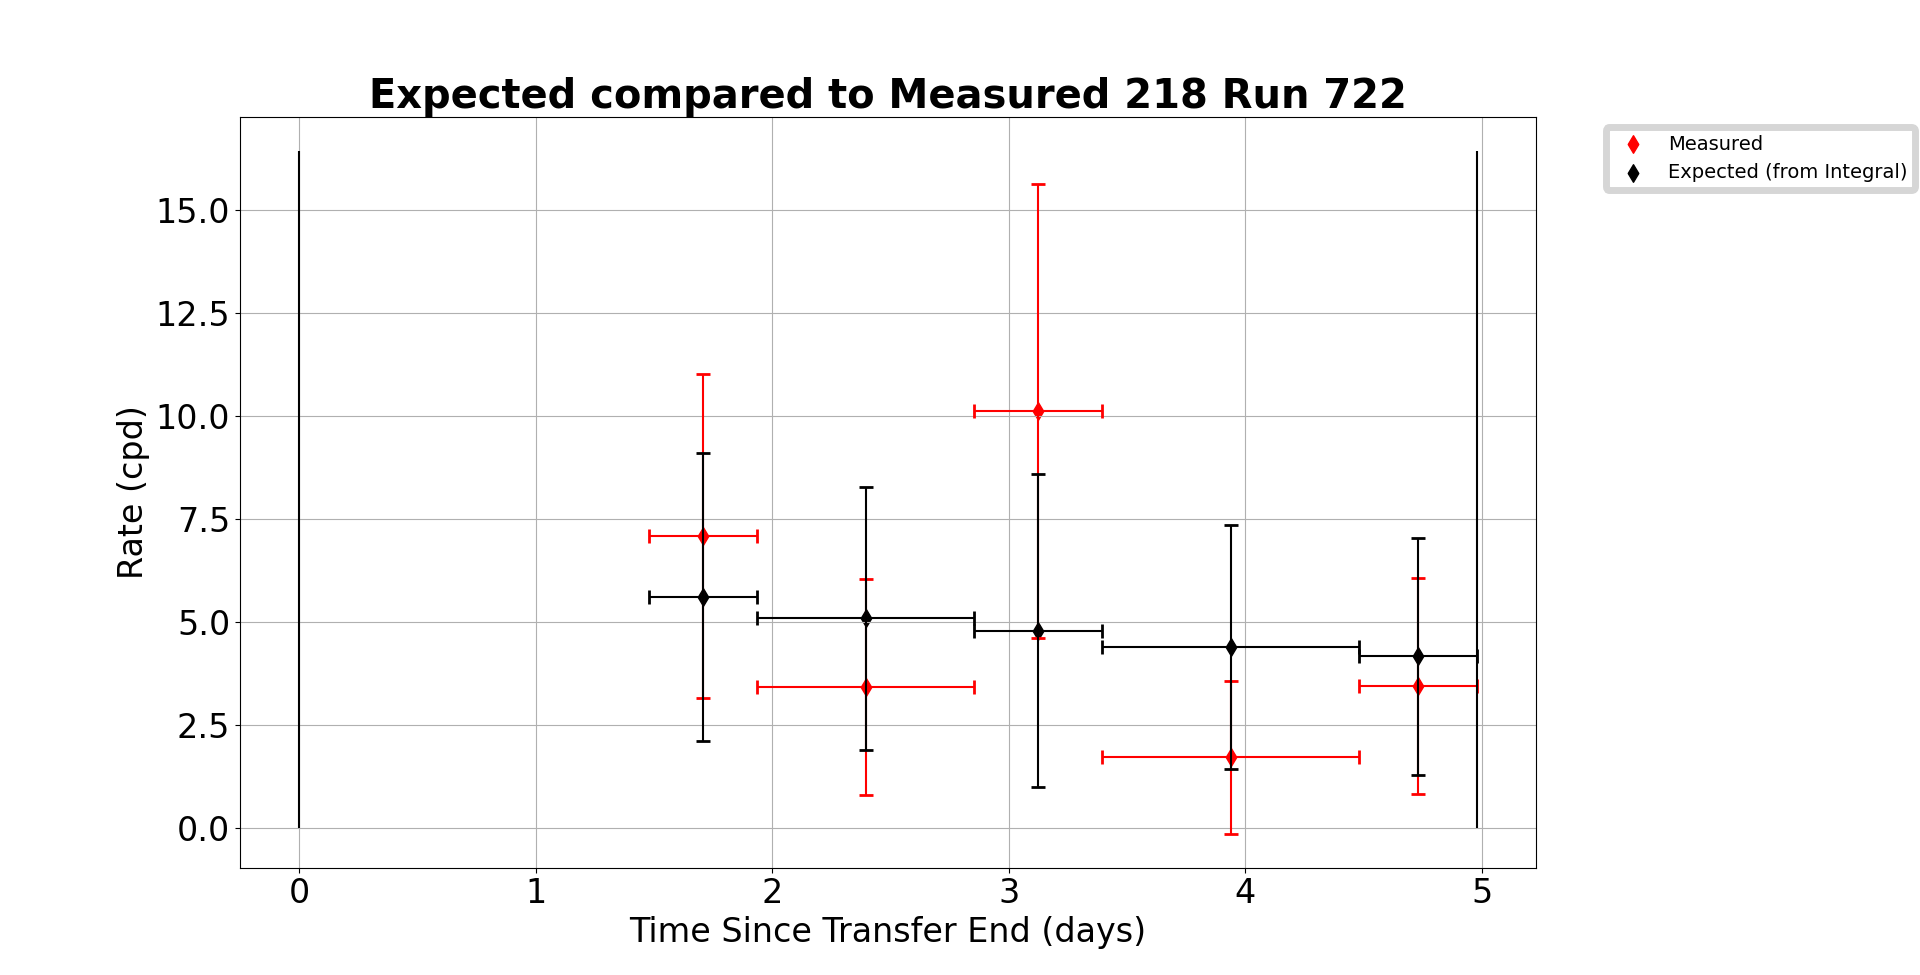 Expected compared to Measured 218 Run 722
Measured
Expected (from Integral)
15.0
12.5
10.0
7.5
5.0
2.5
0.0
Rate (cpd)
0 1 2 3 4 5
Time Since Transfer End (days)